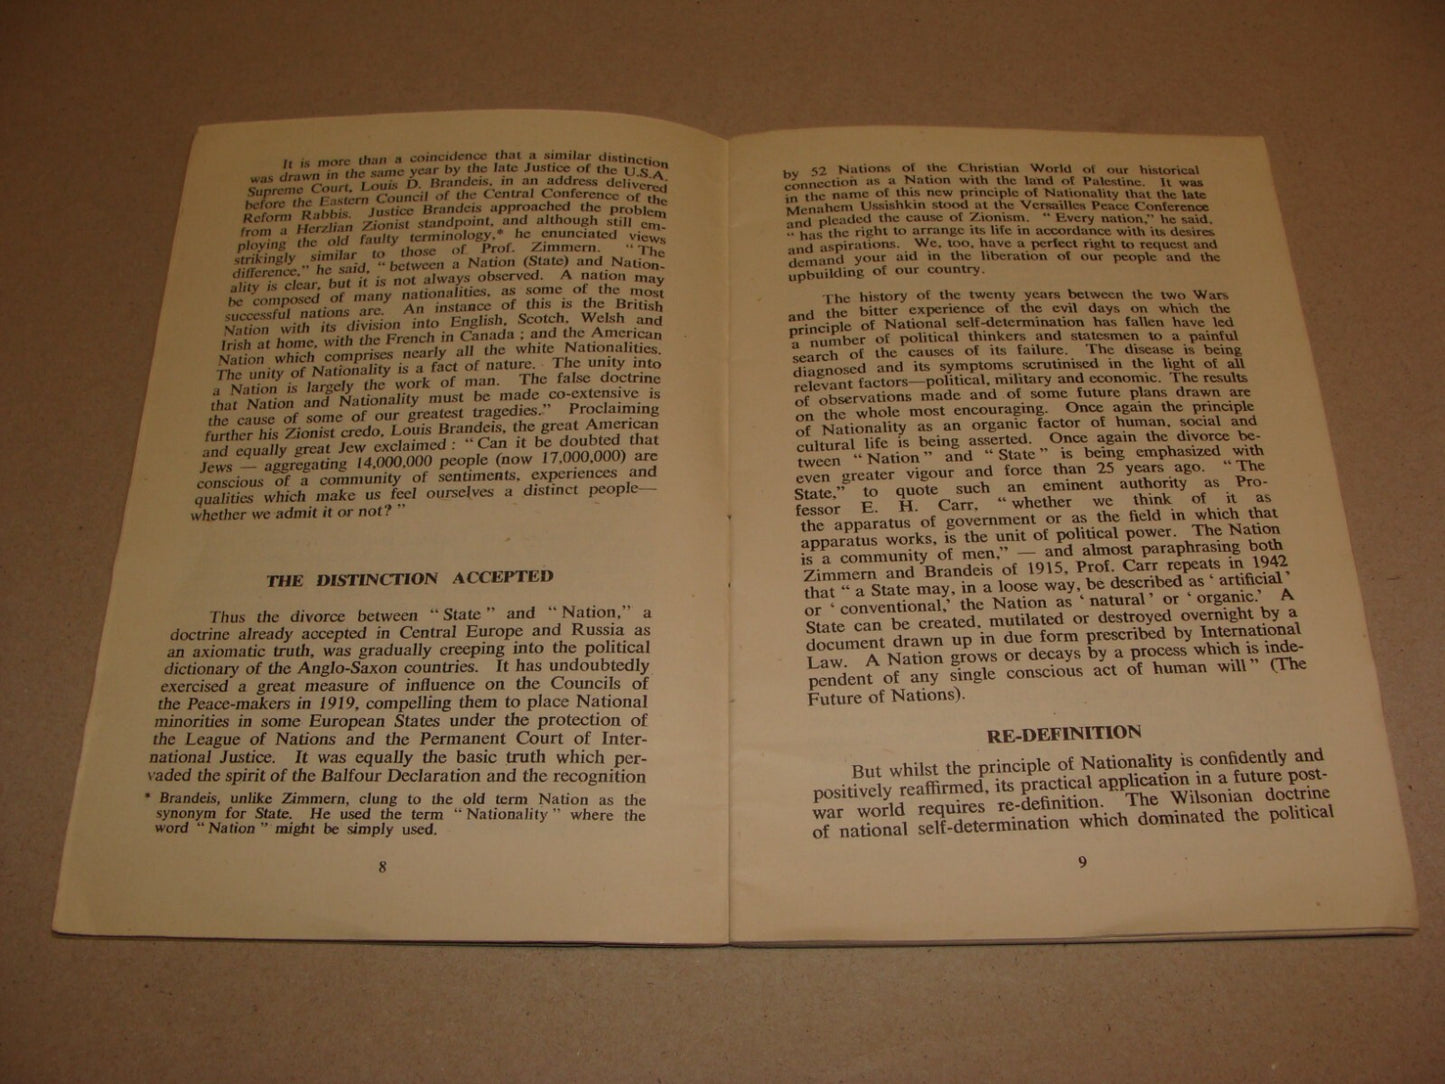 It is more than a coincidence that a similar distinction
was drawn in the same year by the late Justice of the U.S.A.
Supreme Court, Louis D. Brandeis, in an address delivered
before the Eastern Council of the Central Conference of the
Reform Rabbis. Justice Brandeis approached the problem
from a Herzlian Zionist standpoint, and although still em-
ploying the old faulty terminology,* he enunciated views
strikingly similar to those of Prof. Zimmern. “The
difference,” he said, “between a Nation (State) and Nation-
ality is clear, but it is not always observed. A nation may
be composed of many nationalities, as some of the most
successful nations are. An instance of this is the British
Nation with its division into English, Scotch, Welsh and
Irish at home, with the French in Canada ; and the American
Nation which comprises nearly all the white Nationalities.
The unity of Nationality is a fact of nature. The unity into
a Nation is largely the work of man. The false doctrine
that Nation and Nationality must be made co-extensive is
the cause of some of our greatest tragedies.” Proclaiming
further his Zionist credo, Louis Brandeis, the great American
and equally great Jew exclaimed : “Can it be doubted that
Jews — aggregating 14,000,000 people (now 17,000,000) are
conscious of a community of sentiments, experiences and
qualities which make us feel ourselves a distinct people—
whether we admit it or not? ”
THE DISTINCTION ACCEPTED
Thus the divorce between “State” and “Nation,” a
doctrine already accepted in Central Europe and Russia as
an axiomatic truth, was gradually creeping into the political
dictionary of the Anglo-Saxon countries. It has undoubtedly
exercised a great measure of influence on the Councils of
the Peace-makers in 1919, compelling them to place National
minorities in some European States under the protection of
the League of Nations and the Permanent Court of Inter-
national Justice. It was equally the basic truth which per-
vaded the spirit of the Balfour Declaration and the recognition
* Brandeis, unlike Zimmern, clung to the old term Nation as the
synonym for State. He used the term “Nationality” where the
word “Nation” might be simply used.
8
by 52 Nations of the Christian World of our historical
connection as a Nation with the land of Palestine. It was
in the name of this new principle of Nationality that the late
Menahem Ussishkin stood at the Versailles Peace Conference
and pleaded the cause of Zionism. “Every nation,” he said,
“has the right to arrange its life in accordance with its desires
and aspirations. We, too, have a perfect right to request and
demand your aid in the liberation of our people and the
upbuilding of our country.
The history of the twenty years between the two Wars
and the bitter experience of the evil days on which the
principle of National self-determination has fallen have led
a number of political thinkers and statesmen to a painful
search of the causes of its failure. The disease is being
diagnosed and its symptoms scrutinised in the light of all
relevant factors—political, military and economic. The results
of observations made and of some future plans drawn are
on the whole most encouraging. Once again the principle
of Nationality as an organic factor of human, social and
cultural life is being asserted. Once again the divorce be-
tween “Nation” and “State” is being emphasized with
even greater vigour and force than 25 years ago. “The
State,” to quote such an eminent authority as Pro-
fessor E. H. Carr, “whether we think of it as
the apparatus of government or as the field in which that
apparatus works, is the unit of political power. The Nation
is a community of men,” — and almost paraphrasing both
Zimmern and Brandeis of 1915, Prof. Carr repeats in 1942
that “a State may, in a loose way, be described as ‘artificial’
or ‘conventional,’ the Nation as ‘natural’ or ‘organic.’ A
State can be created, mutilated or destroyed overnight by a
document drawn up in due form prescribed by International
Law. A Nation grows or decays by a process which is inde-
pendent of any single conscious act of human will” (The
Future of Nations).
RE-DEFINITION
But whilst the principle of Nationality is confidently and
positively reaffirmed, its practical application in a future post-
war world requires re-definition. The Wilsonian doctrine
of national self-determination which dominated the political
9